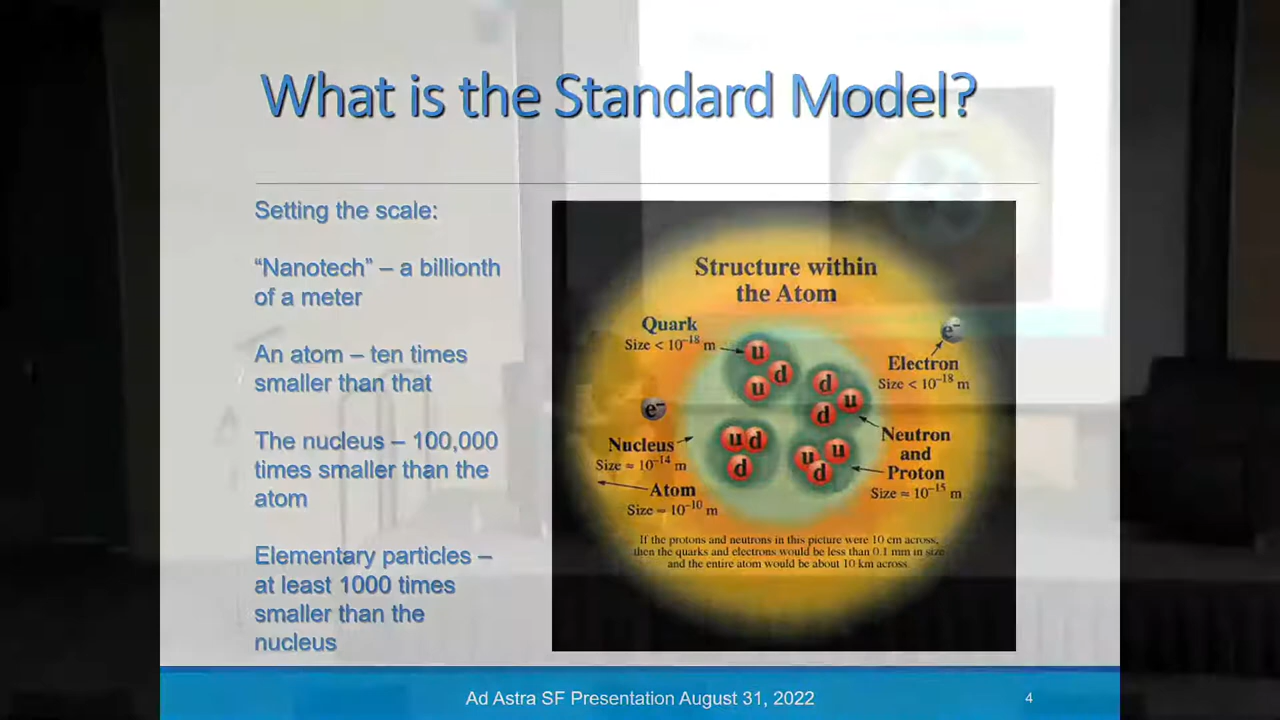 What is the Standard Model?
Setting the scale:
“Nanotech” – a billionth
of a meter
An atom – ten times
smaller than that
The nucleus – 100,000
times smaller than the
atom
Elementary particles –
at least 1000 times
smaller than the
nucleus
Structure within
the Atom
Quark
Size < 10⁻¹⁸ m
u
d
u
d
u
d
e⁻
Electron
Size < 10⁻¹⁸ m
e⁻
Nucleus
Size ≈ 10⁻¹⁴ m
u d
d
u u
d
Neutron
and
Proton
Size ≈ 10⁻¹⁵ m
Atom
Size ≈ 10⁻¹⁰ m
If the protons and neutrons in this picture were 10 cm across,
then the quarks and electrons would be less than 0.1 mm in size
and the entire atom would be about 10 km across.
Ad Astra SF Presentation August 31, 2022
4